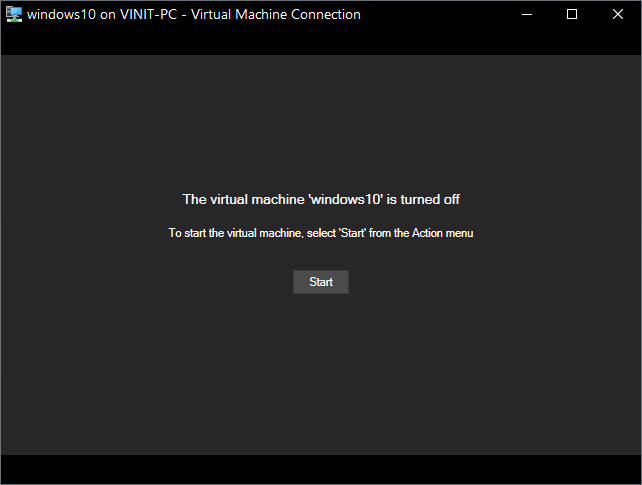 windows10 on VINIT-PC - Virtual Machine Connection
The virtual machine 'windows10' is turned off
To start the virtual machine, select 'Start' from the Action menu
Start